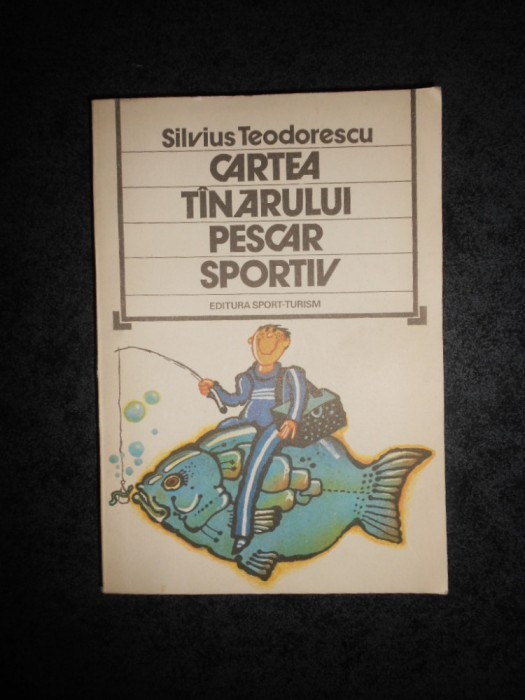 Silvius Teodorescu
CARTEA
TÎNARULUI
PESCAR
SPORTIV
EDITURA SPORT-TURISM